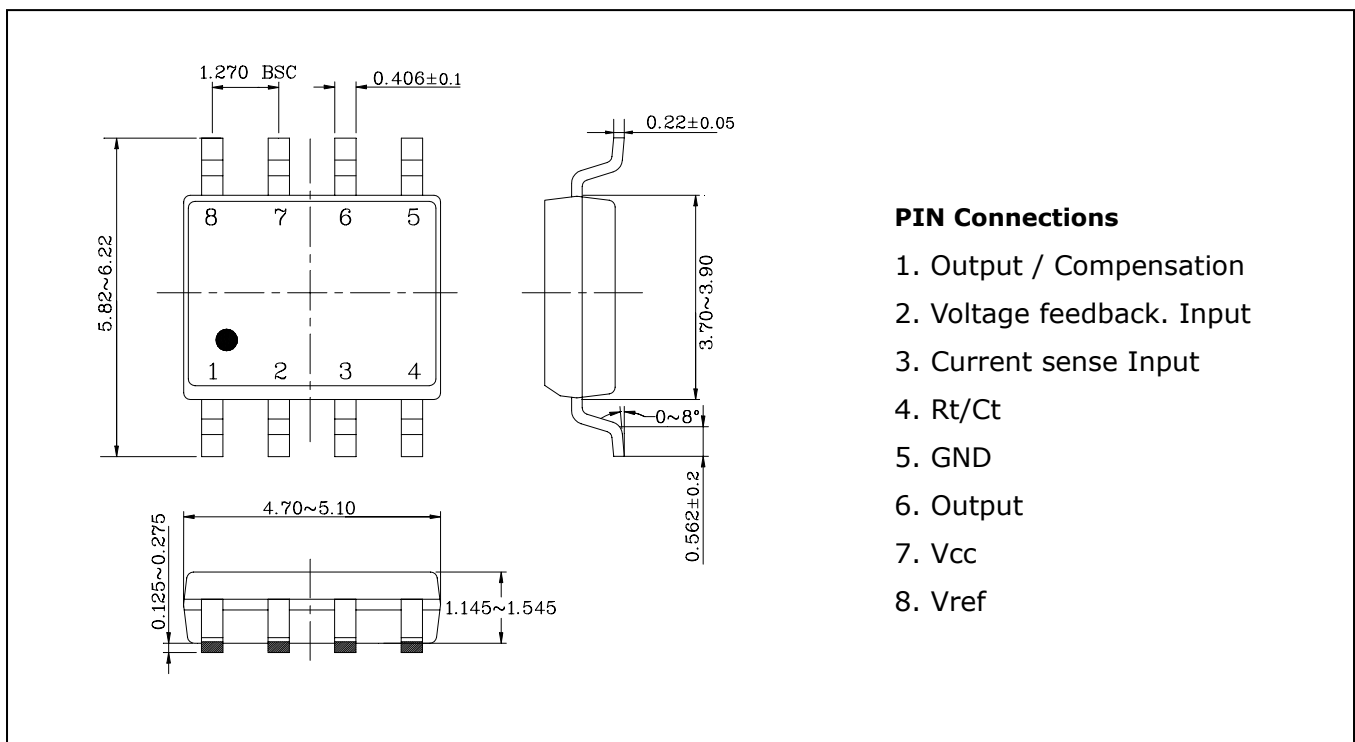 1.270 BSC
0.406±0.1
0.22±0.05
8 7 6 5
5.82~6.22
3.70~3.90
1 2 3 4
0~8°
0.562±0.2
4.70~5.10
0.125~0.275
1.145~1.545
PIN Connections
1. Output / Compensation
2. Voltage feedback. Input
3. Current sense Input
4. Rt/Ct
5. GND
6. Output
7. Vcc
8. Vref